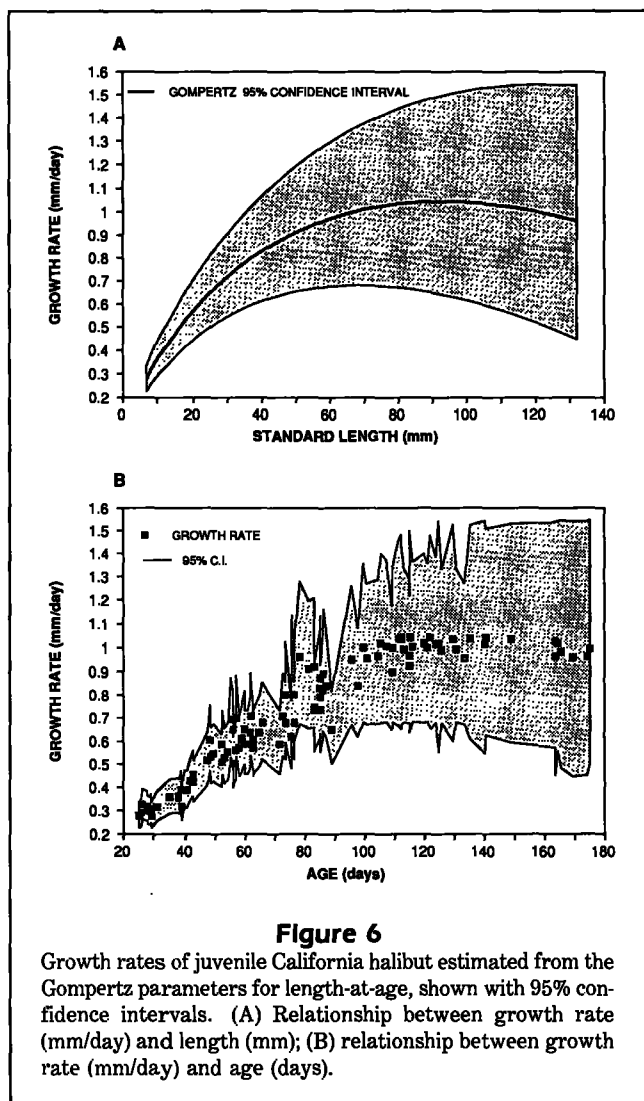 A
1.6
1.5
1.4
1.3
1.2
1.1
1
0.9
0.8
0.7
0.6
0.5
0.4
0.3
0.2
GROWTH RATE (mm/day)
GOMPERTZ 95% CONFIDENCE INTERVAL
0 20 40 60 80 100 120 140
STANDARD LENGTH (mm)
B
1.6
1.5
1.4
1.3
1.2
1.1
1
0.9
0.8
0.7
0.6
0.5
0.4
0.3
0.2
GROWTH RATE (mm/day)
GROWTH RATE
95% C.I.
20 40 60 80 100 120 140 160 180
AGE (days)
Figure 6
Growth rates of juvenile California halibut estimated from the
Gompertz parameters for length-at-age, shown with 95% con-
fidence intervals. (A) Relationship between growth rate
(mm/day) and length (mm); (B) relationship between growth
rate (mm/day) and age (days).